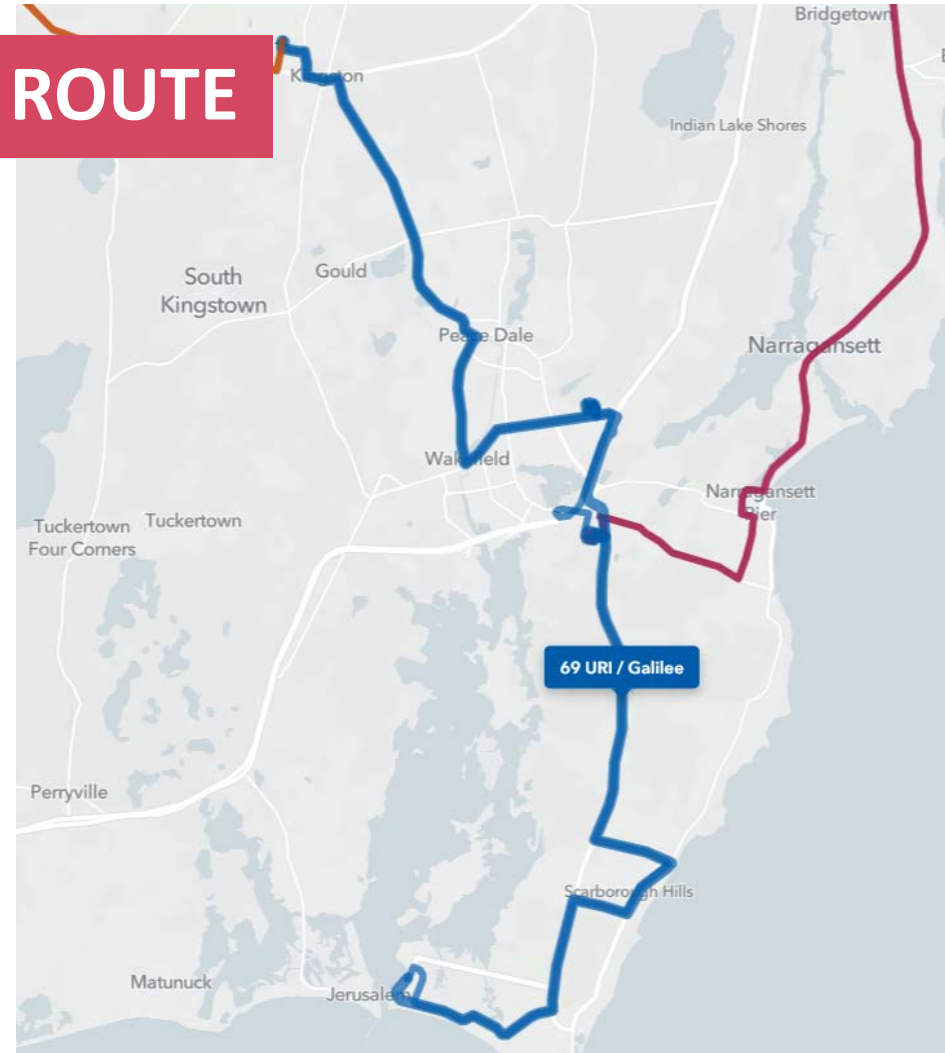 Bridgetown
ROUTE
Kingston
Indian Lake Shores
South
Kingstown
Gould
Peace Dale
Narragansett
Wakefield
Narragansett
Pier
Tuckertown
Four Corners
Tuckertown
69 URI / Galilee
Perryville
Scarborough Hills
Matunuck
Jerusalem